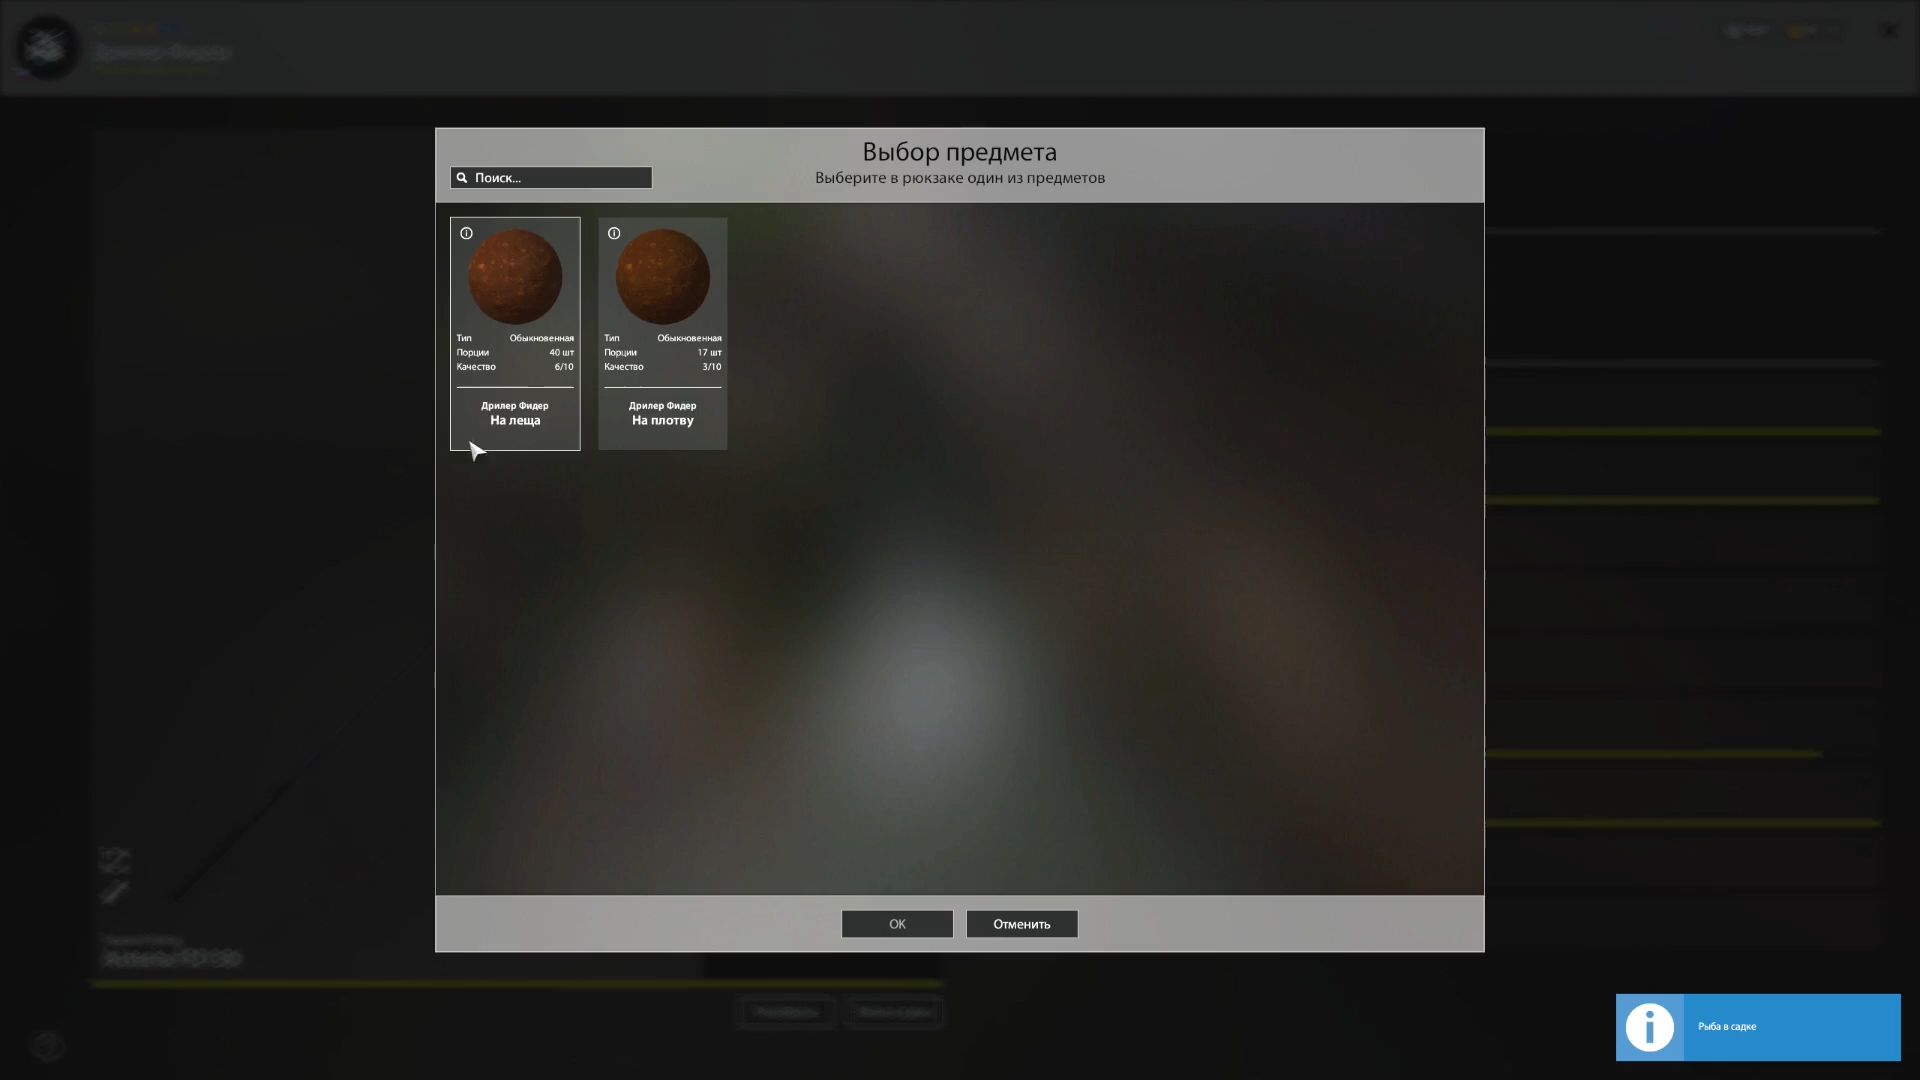 Выбор предмета
Поиск...
Выберите в рюкзаке один из предметов
Тип Обыкновенная
Порции 40 шт
Качество 6/10
Дрилер Фидер
На леща
Тип Обыкновенная
Порции 17 шт
Качество 3/10
Дрилер Фидер
На плотву
ОК
Отменить
Рыба в садке